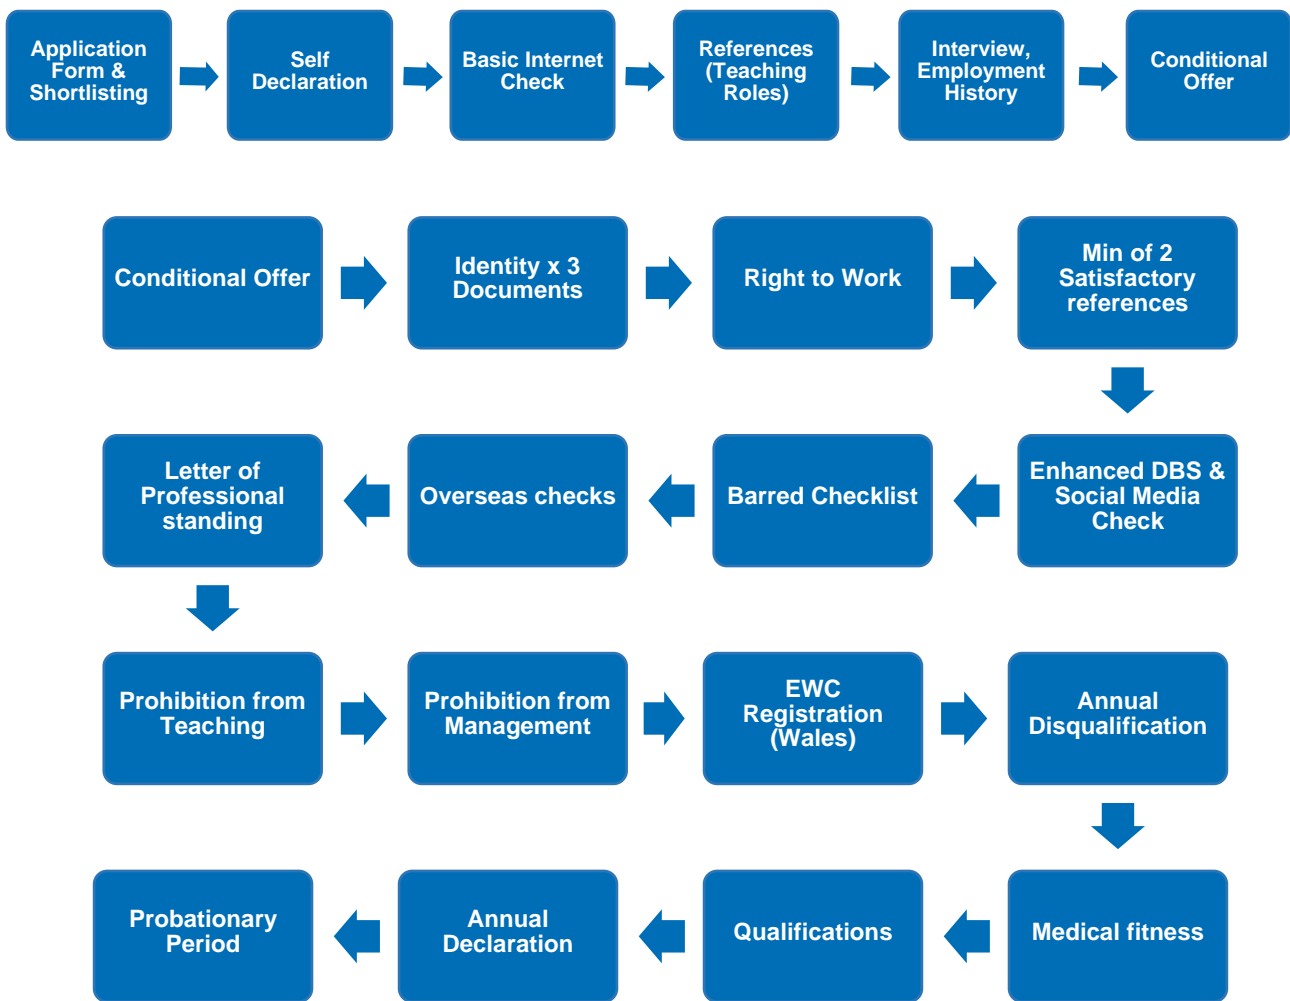 Application
Form &
Shortlisting
Self
Declaration
Basic Internet
Check
References
(Teaching
Roles)
Interview,
Employment
History
Conditional
Offer
Conditional Offer
Identity x 3
Documents
Right to Work
Min of 2
Satisfactory
references
Enhanced DBS &
Social Media
Check
Barred Checklist
Overseas checks
Letter of
Professional
standing
Prohibition from
Teaching
Prohibition from
Management
EWC
Registration
(Wales)
Annual
Disqualification
Medical fitness
Qualifications
Annual
Declaration
Probationary
Period